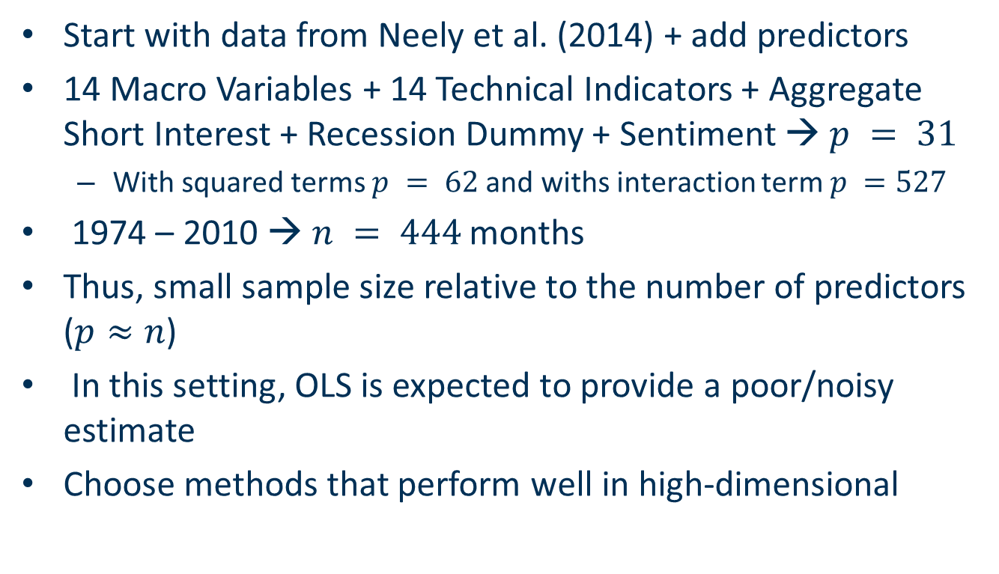 • Start with data from Neely et al. (2014) + add predictors
• 14 Macro Variables + 14 Technical Indicators + Aggregate
Short Interest + Recession Dummy + Sentiment → p = 31
– With squared terms p = 62 and withs interaction term p = 527
• 1974 – 2010 → n = 444 months
• Thus, small sample size relative to the number of predictors
(p ≈ n)
• In this setting, OLS is expected to provide a poor/noisy
estimate
• Choose methods that perform well in high-dimensional